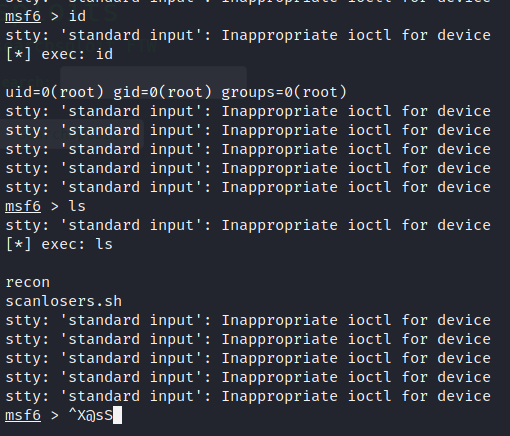 stty: 'standard input': Inappropriate ioctl for device
msf6 > id
stty: 'standard input': Inappropriate ioctl for device
[*] exec: id
uid=0(root) gid=0(root) groups=0(root)
stty: 'standard input': Inappropriate ioctl for device
stty: 'standard input': Inappropriate ioctl for device
stty: 'standard input': Inappropriate ioctl for device
stty: 'standard input': Inappropriate ioctl for device
stty: 'standard input': Inappropriate ioctl for device
msf6 > ls
stty: 'standard input': Inappropriate ioctl for device
[*] exec: ls
recon
scanlosers.sh
stty: 'standard input': Inappropriate ioctl for device
stty: 'standard input': Inappropriate ioctl for device
stty: 'standard input': Inappropriate ioctl for device
stty: 'standard input': Inappropriate ioctl for device
stty: 'standard input': Inappropriate ioctl for device
msf6 > ^X@sS